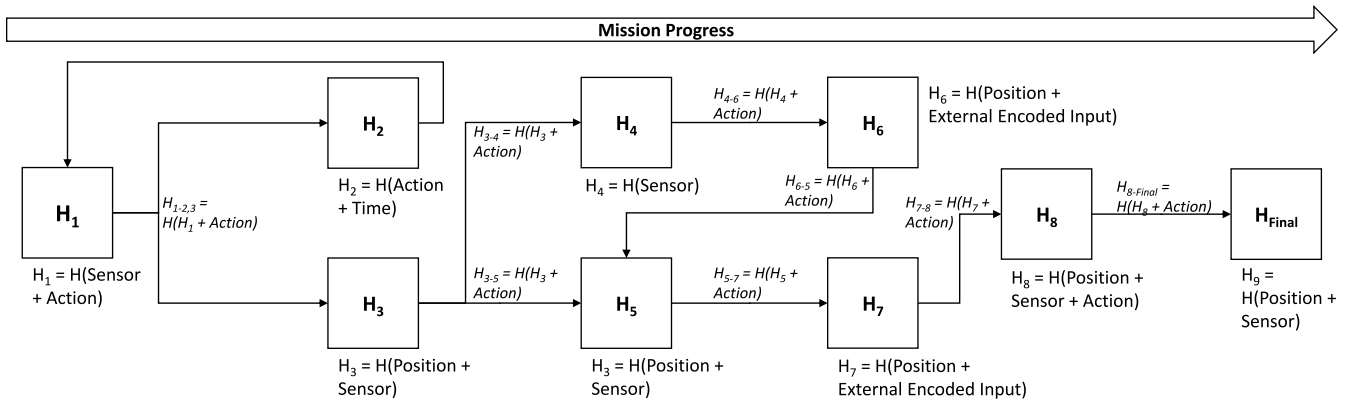 Mission Progress
H2
H2 = H(Action
+ Time)
H1
H1 = H(Sensor
+ Action)
H1-2,3 =
H(H1 + Action)
H3
H3 = H(Position +
Sensor)
H3-4 = H(H3 +
Action)
H4
H4 = H(Sensor)
H4-6 = H(H4 +
Action)
H6
H6 = H(Position +
External Encoded Input)
H6-5 = H(H6 +
Action)
H3-5 = H(H3 +
Action)
H5
H3 = H(Position +
Sensor)
H5-7 = H(H5 +
Action)
H7
H7 = H(Position +
External Encoded Input)
H7-8 = H(H7 +
Action)
H8
H8 = H(Position +
Sensor + Action)
H8-Final =
H(H8 + Action)
HFinal
H9 =
H(Position +
Sensor)